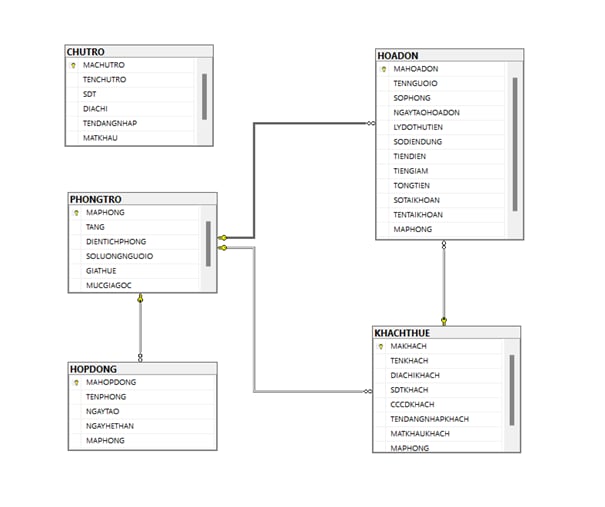 CHUTRO
MACHUTRO
TENCHUTRO
SDT
DIACHI
TENDANGNHAP
MATKHAU
HOADON
MAHOADON
TENNGUOIO
SOPHONG
NGAYTAOHOADON
LYDOTHUTIEN
SODIENDUNG
TIENDIEN
TIENGIAM
TONGTIEN
SOTAIKHOAN
TENTAIKHOAN
MAPHONG
PHONGTRO
MAPHONG
TANG
DIENTICHPHONG
SOLUONGNGUOIO
GIATHUE
MUCGIAGOC
HOPDONG
MAHOPDONG
TENPHONG
NGAYTAO
NGAYHETHAN
MAPHONG
KHACHTHUE
MAKHACH
TENKHACH
DIACHIKHACH
SDTKHACH
CCCDKHACH
TENDANGNHAPKHACH
MATKHAUKHACH
MAPHONG